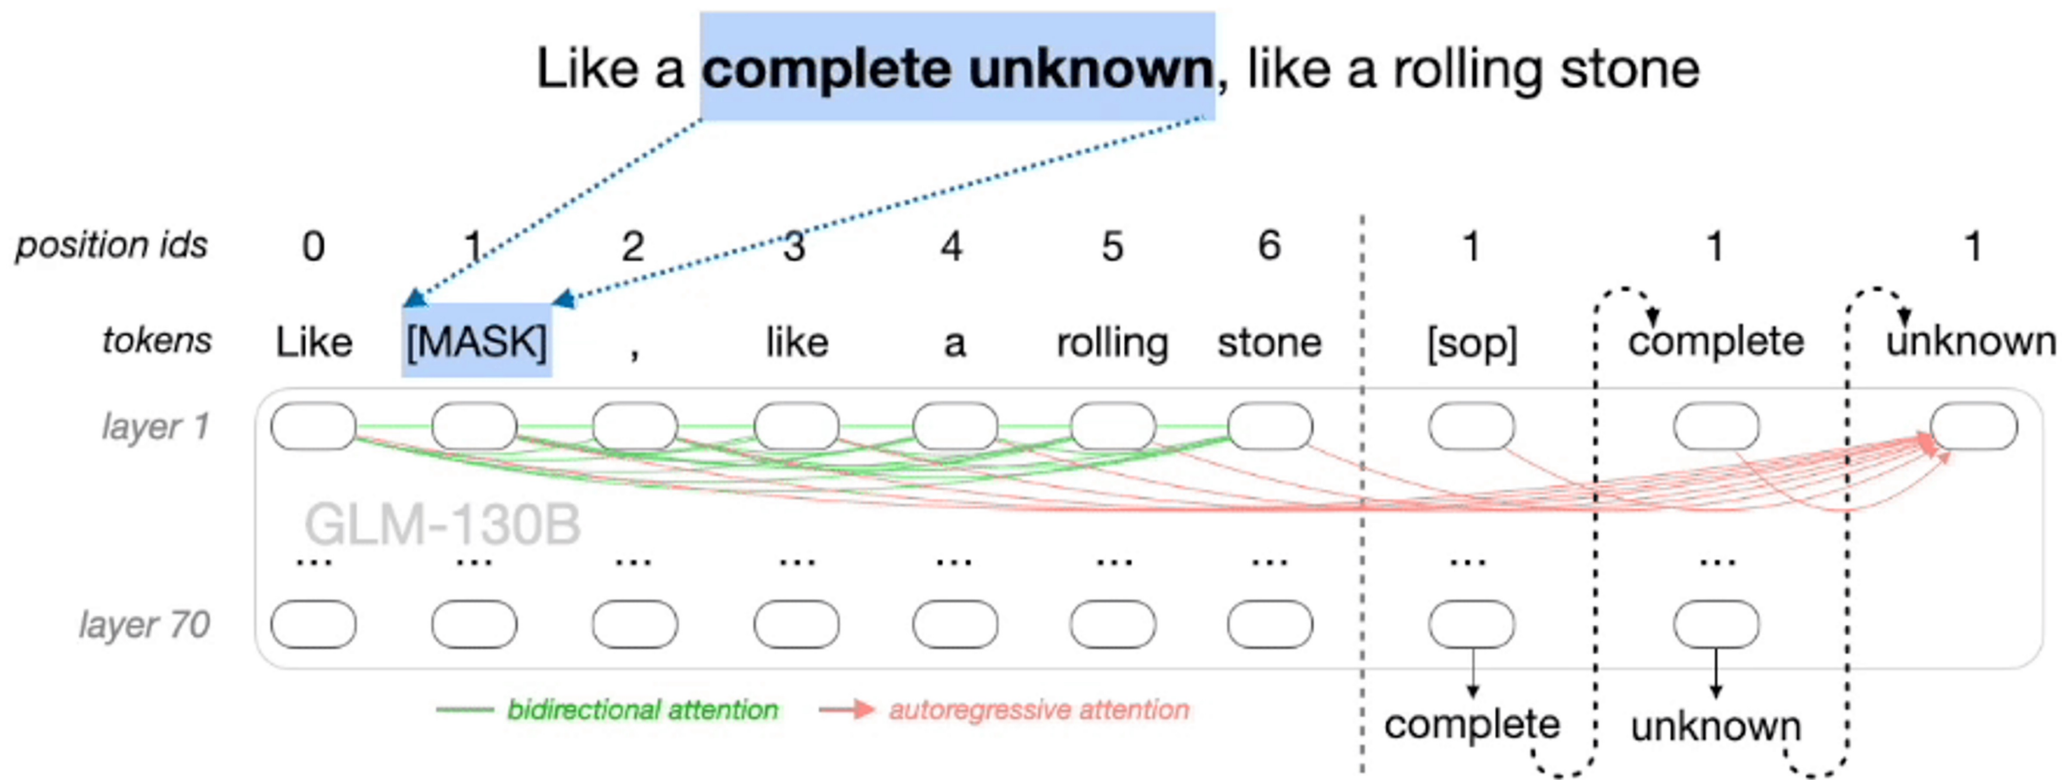 Like a complete unknown, like a rolling stone
position ids 0 1 2 3 4 5 6 1 1 1
tokens Like [MASK] , like a rolling stone [sop] complete unknown
layer 1
GLM-130B
... ... ... ... ... ... ... ... ...
layer 70
bidirectional attention autoregressive attention
complete unknown